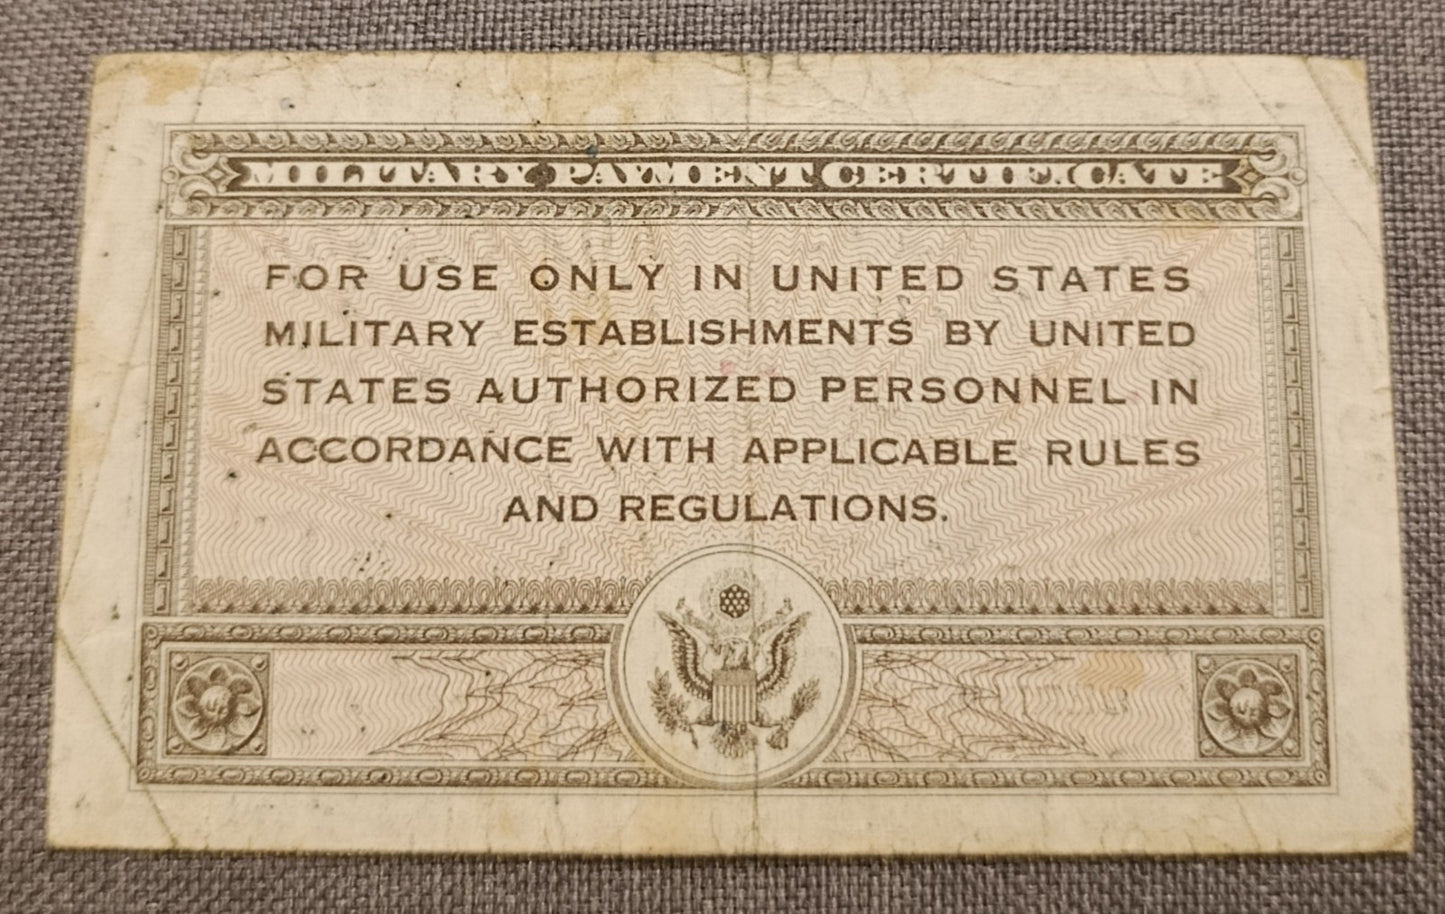 MILITARY PAYMENT CERTIFICATE
FOR USE ONLY IN UNITED STATES
MILITARY ESTABLISHMENTS BY UNITED
STATES AUTHORIZED PERSONNEL IN
ACCORDANCE WITH APPLICABLE RULES
AND REGULATIONS.